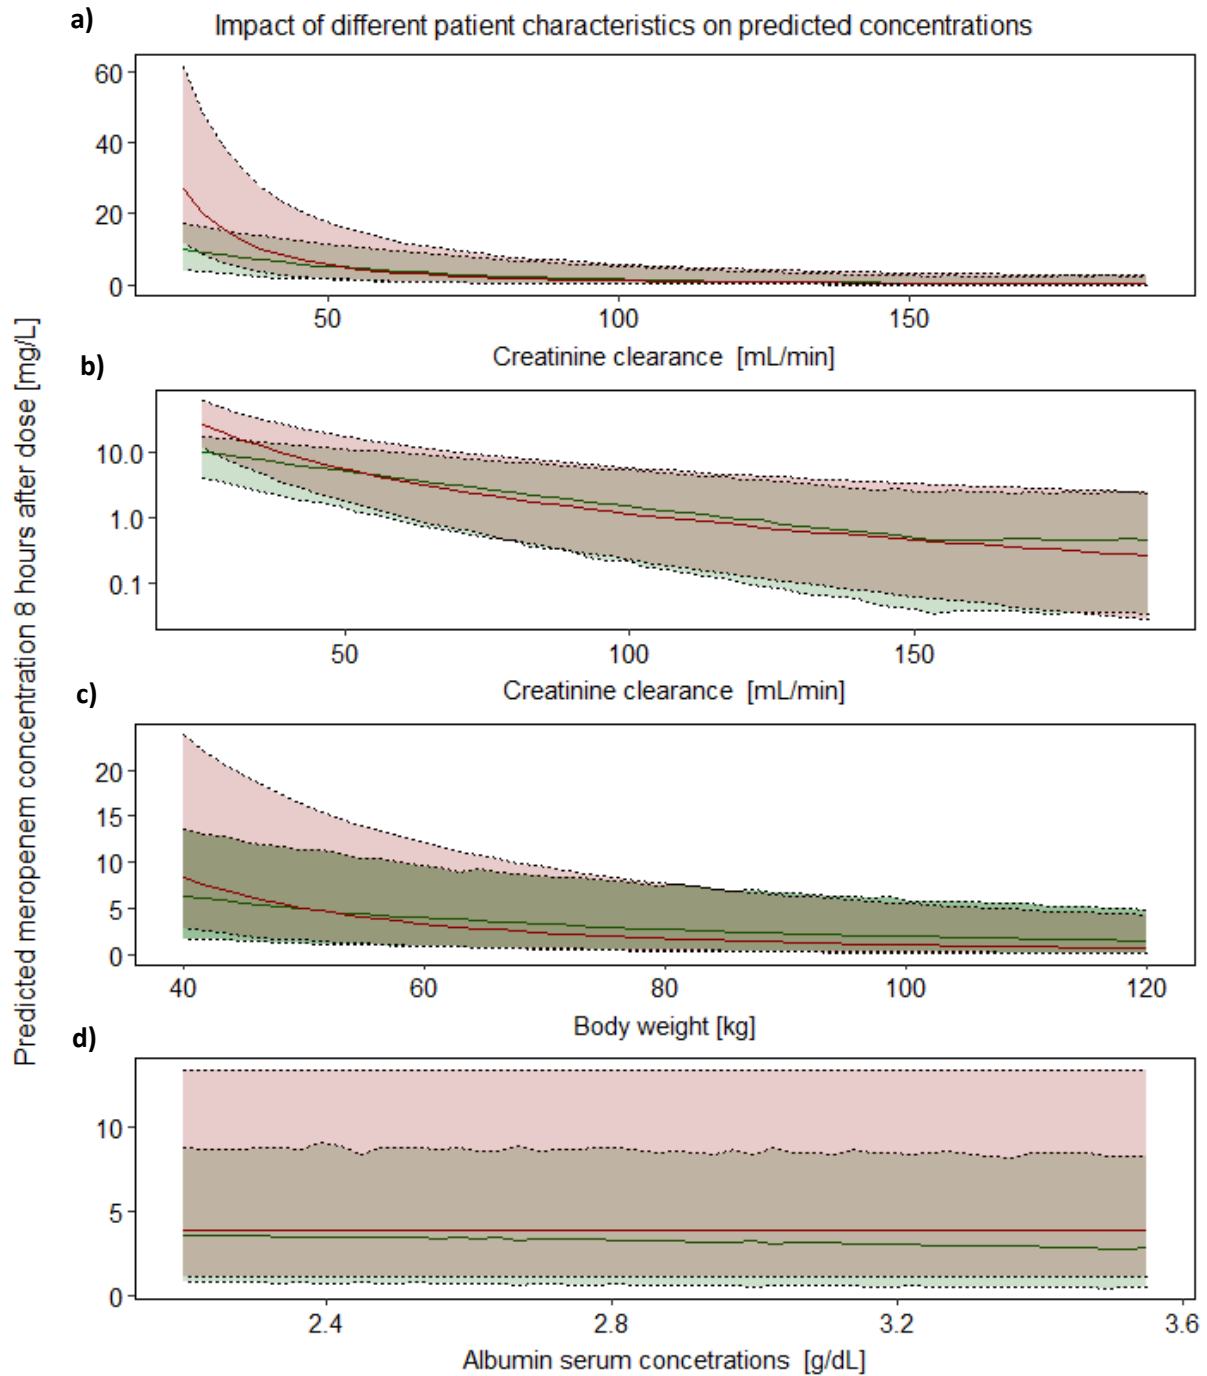 a)
Impact of different patient characteristics on predicted concentrations
Predicted meropenem concentration 8 hours after dose [mg/L]
60
40
20
0
50 100 150
Creatinine clearance [mL/min]
b)
10.0
1.0
0.1
50 100 150
Creatinine clearance [mL/min]
c)
20
15
10
5
0
40 60 80 100 120
Body weight [kg]
d)
10
5
0
2.4 2.8 3.2 3.6
Albumin serum concetrations [g/dL]